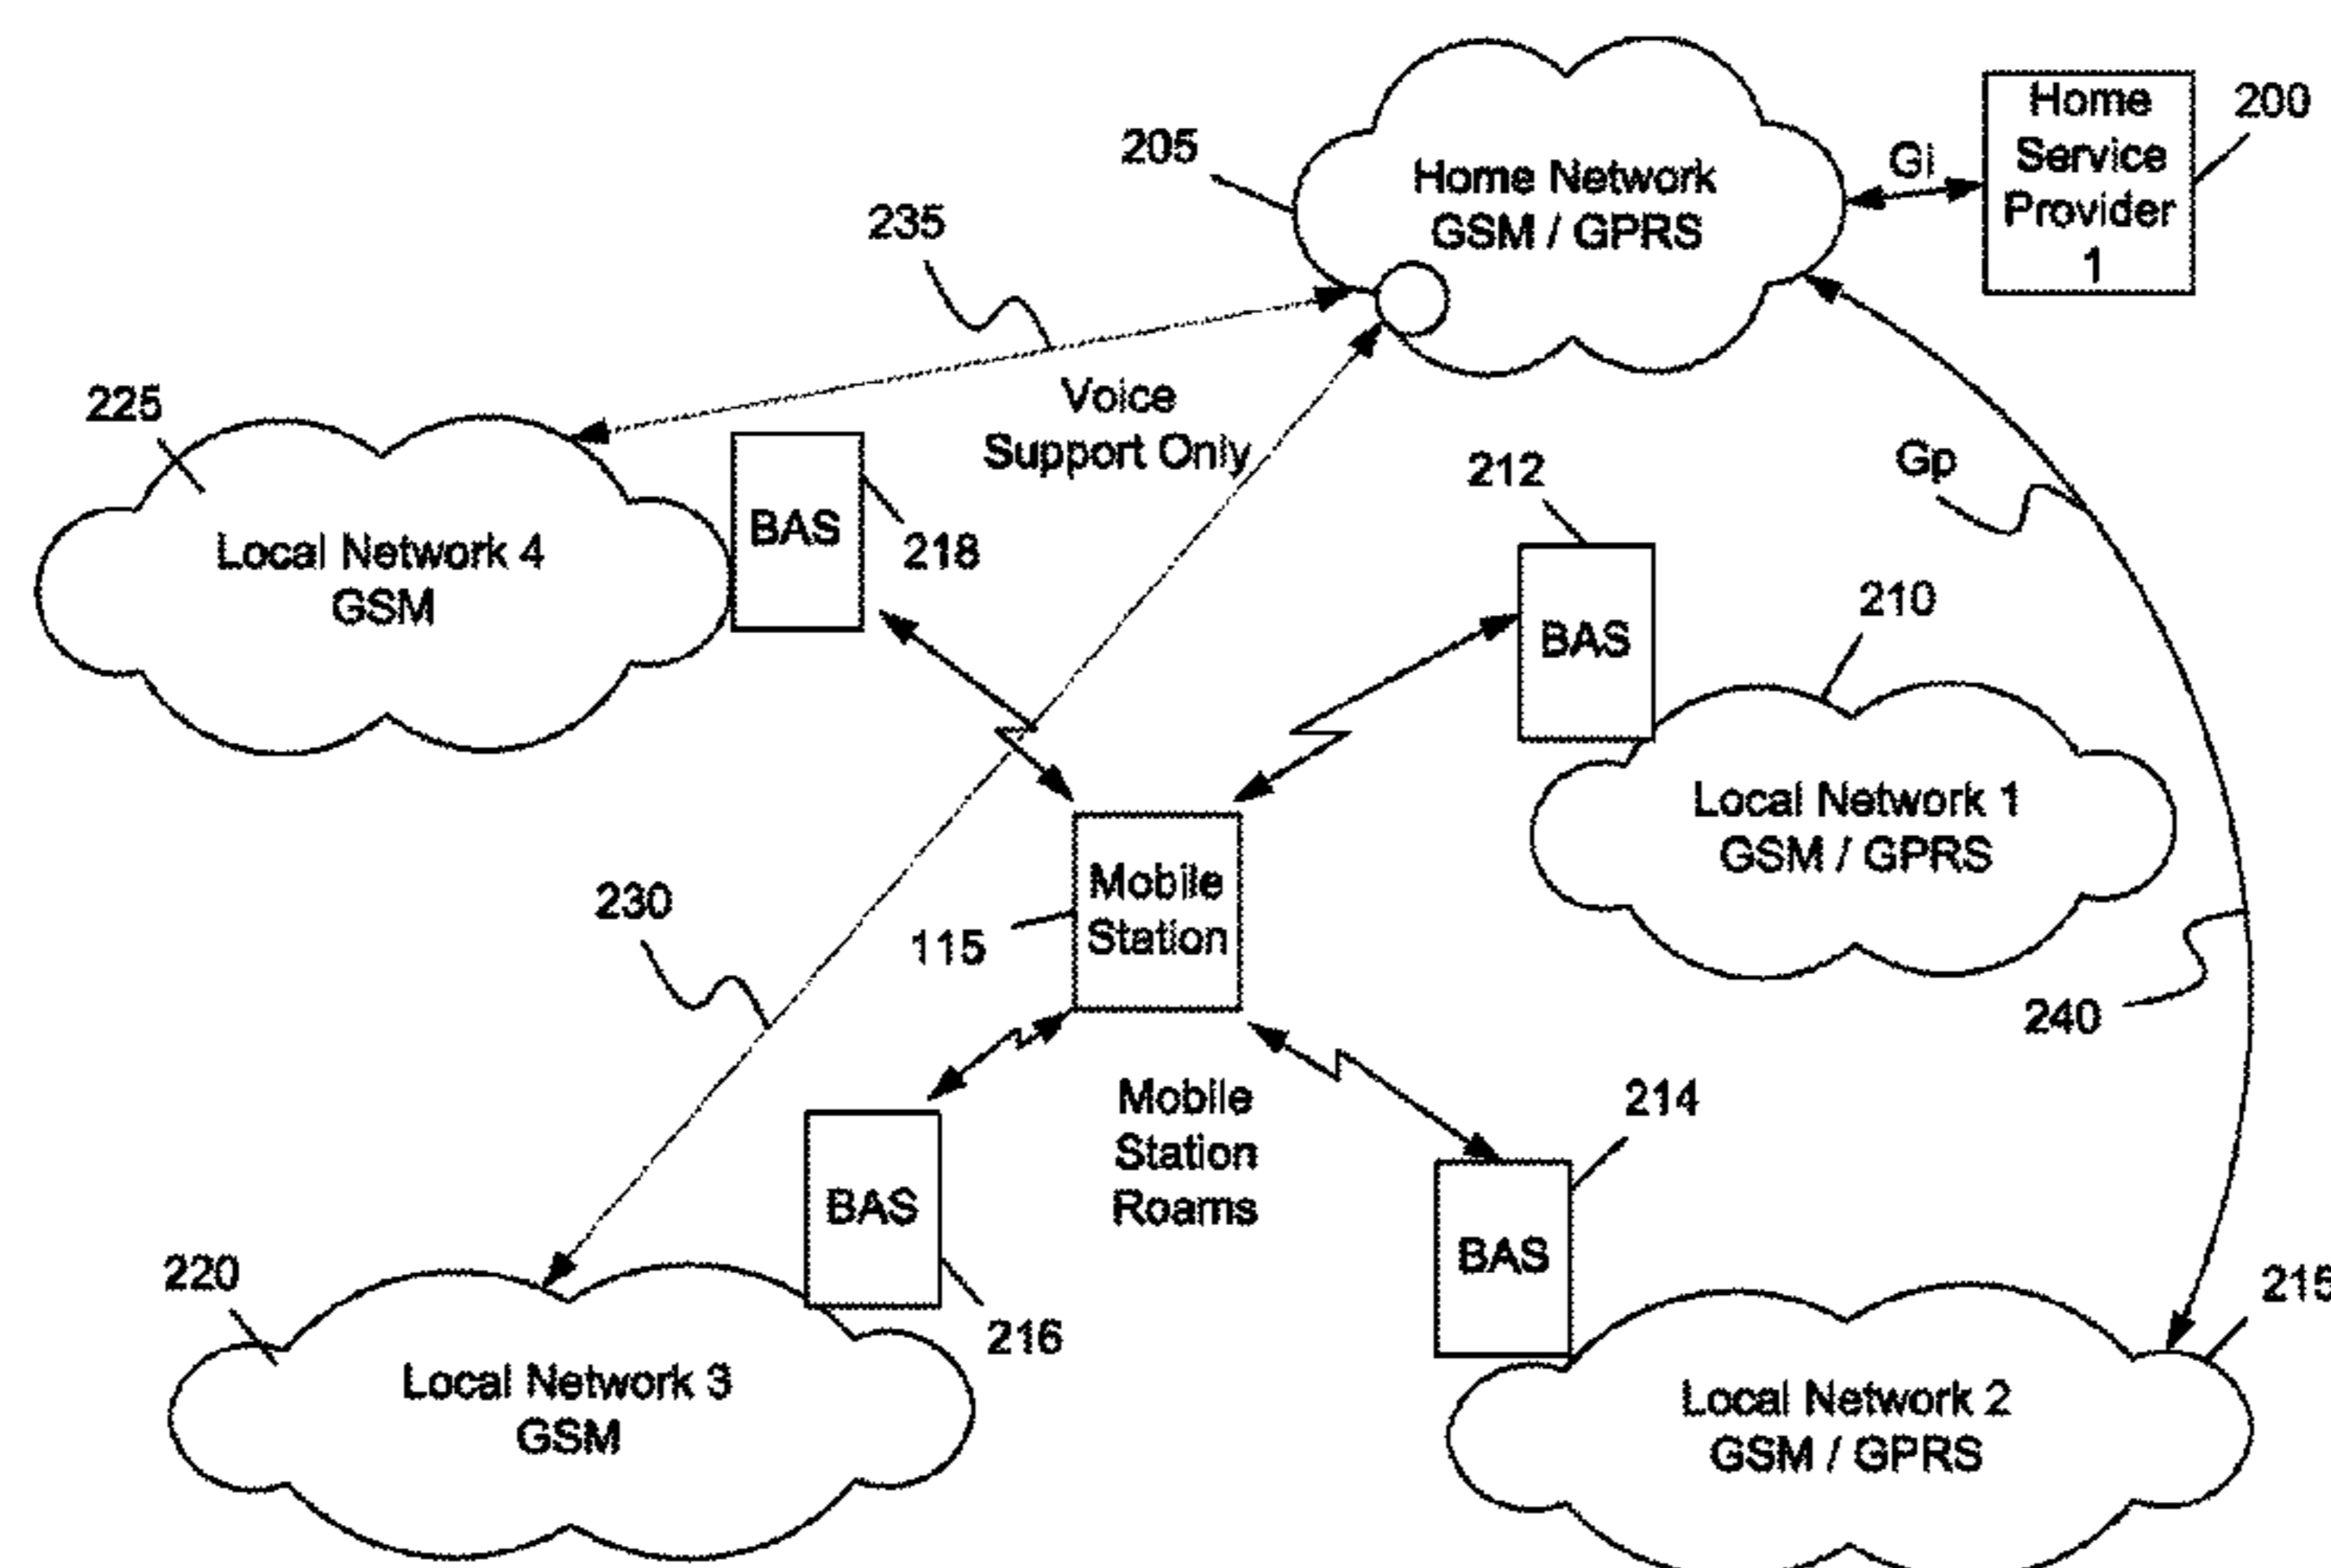 205
Home Network
GSM / GPRS
Gi
Home
Service
Provider
1
200
235
225
Voice
Support Only
Local Network 4
GSM
BAS
218
212
Gp
BAS
210
Local Network 1
GSM / GPRS
230
115
Mobile
Station
240
Mobile
Station
Roams
214
BAS
216
BAS
220
Local Network 3
GSM
215
Local Network 2
GSM / GPRS